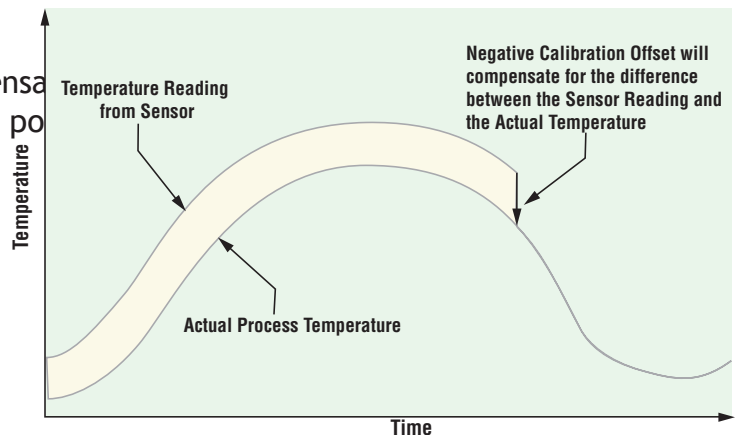 Negative Calibration Offset will
compensate for the difference
between the Sensor Reading and
the Actual Temperature
Temperature Reading
from Sensor
Temperature
Actual Process Temperature
Time